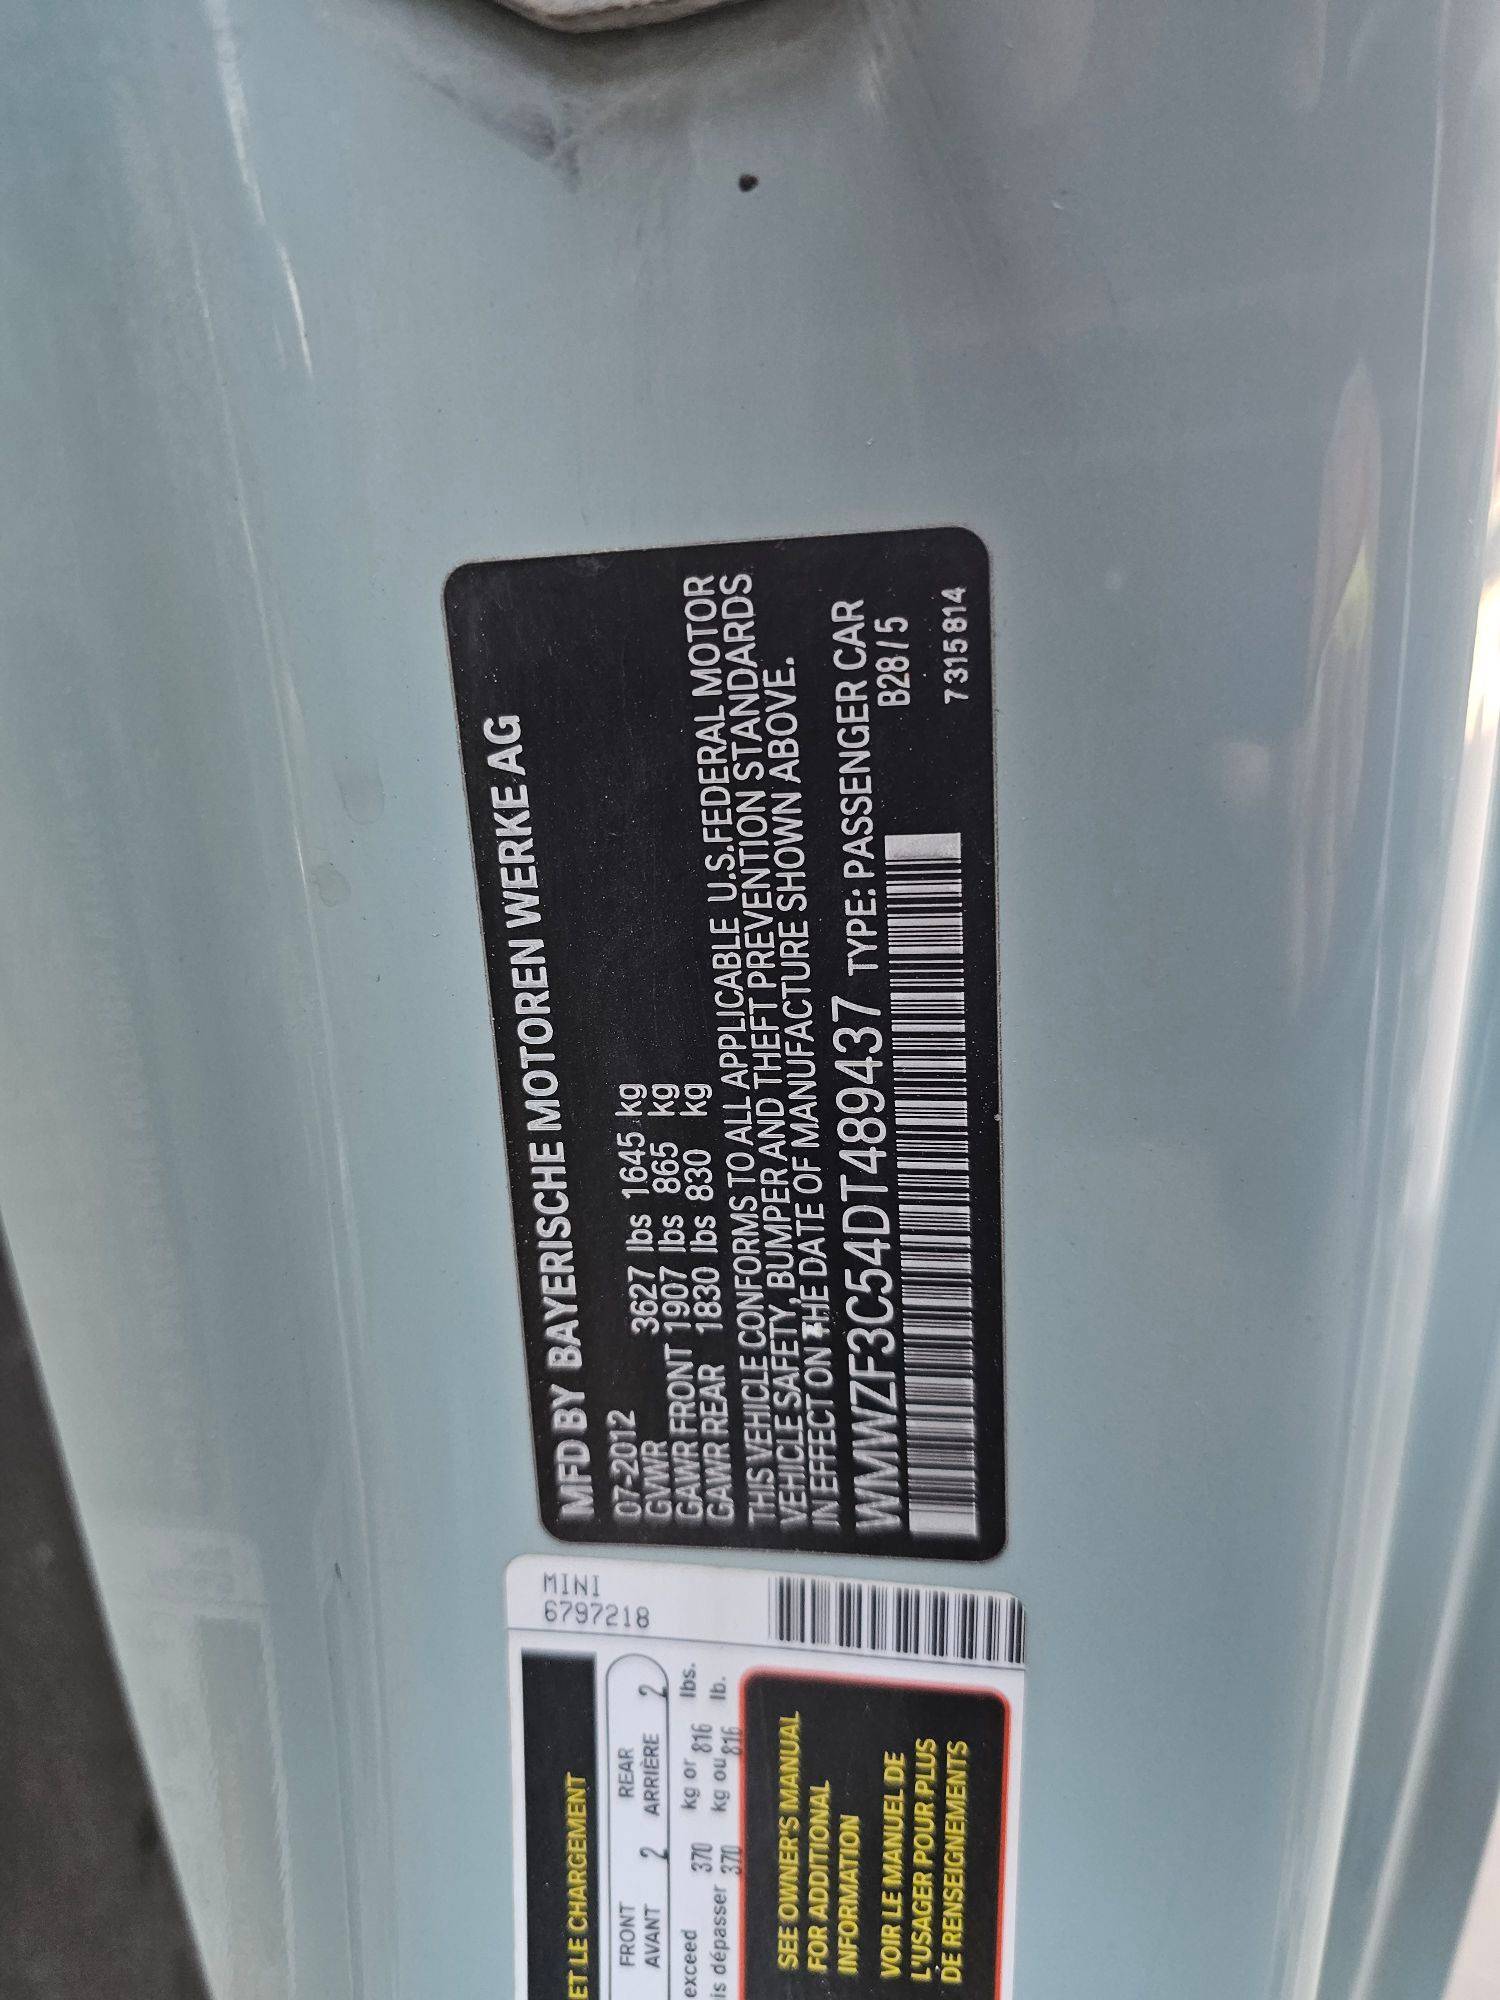 MFD BY BAYERISCHE MOTOREN WERKE AG
07-2012
GVWR 3627 lbs 1645 kg
GAWR FRONT 1907 lbs 865 kg
GAWR REAR 1830 lbs 830 kg
THIS VEHICLE CONFORMS TO ALL APPLICABLE U.S.FEDERAL MOTOR
VEHICLE SAFETY, BUMPER AND THEFT PREVENTION STANDARDS
IN EFFECT ON THE DATE OF MANUFACTURE SHOWN ABOVE.
WMWZF3C54DT489437 TYPE: PASSENGER CAR
B28/5
7315814
MINI
6797218
ET LE CHARGEMENT
FRONT 2 REAR 2
AVANT ARRIÈRE
exceed 370 kg or 816 lbs.
is dépasser 370 kg ou 816 lb.
SEE OWNER'S MANUAL
FOR ADDITIONAL
INFORMATION
VOIR LE MANUEL DE
L'USAGER POUR PLUS
DE RENSEIGNEMENTS